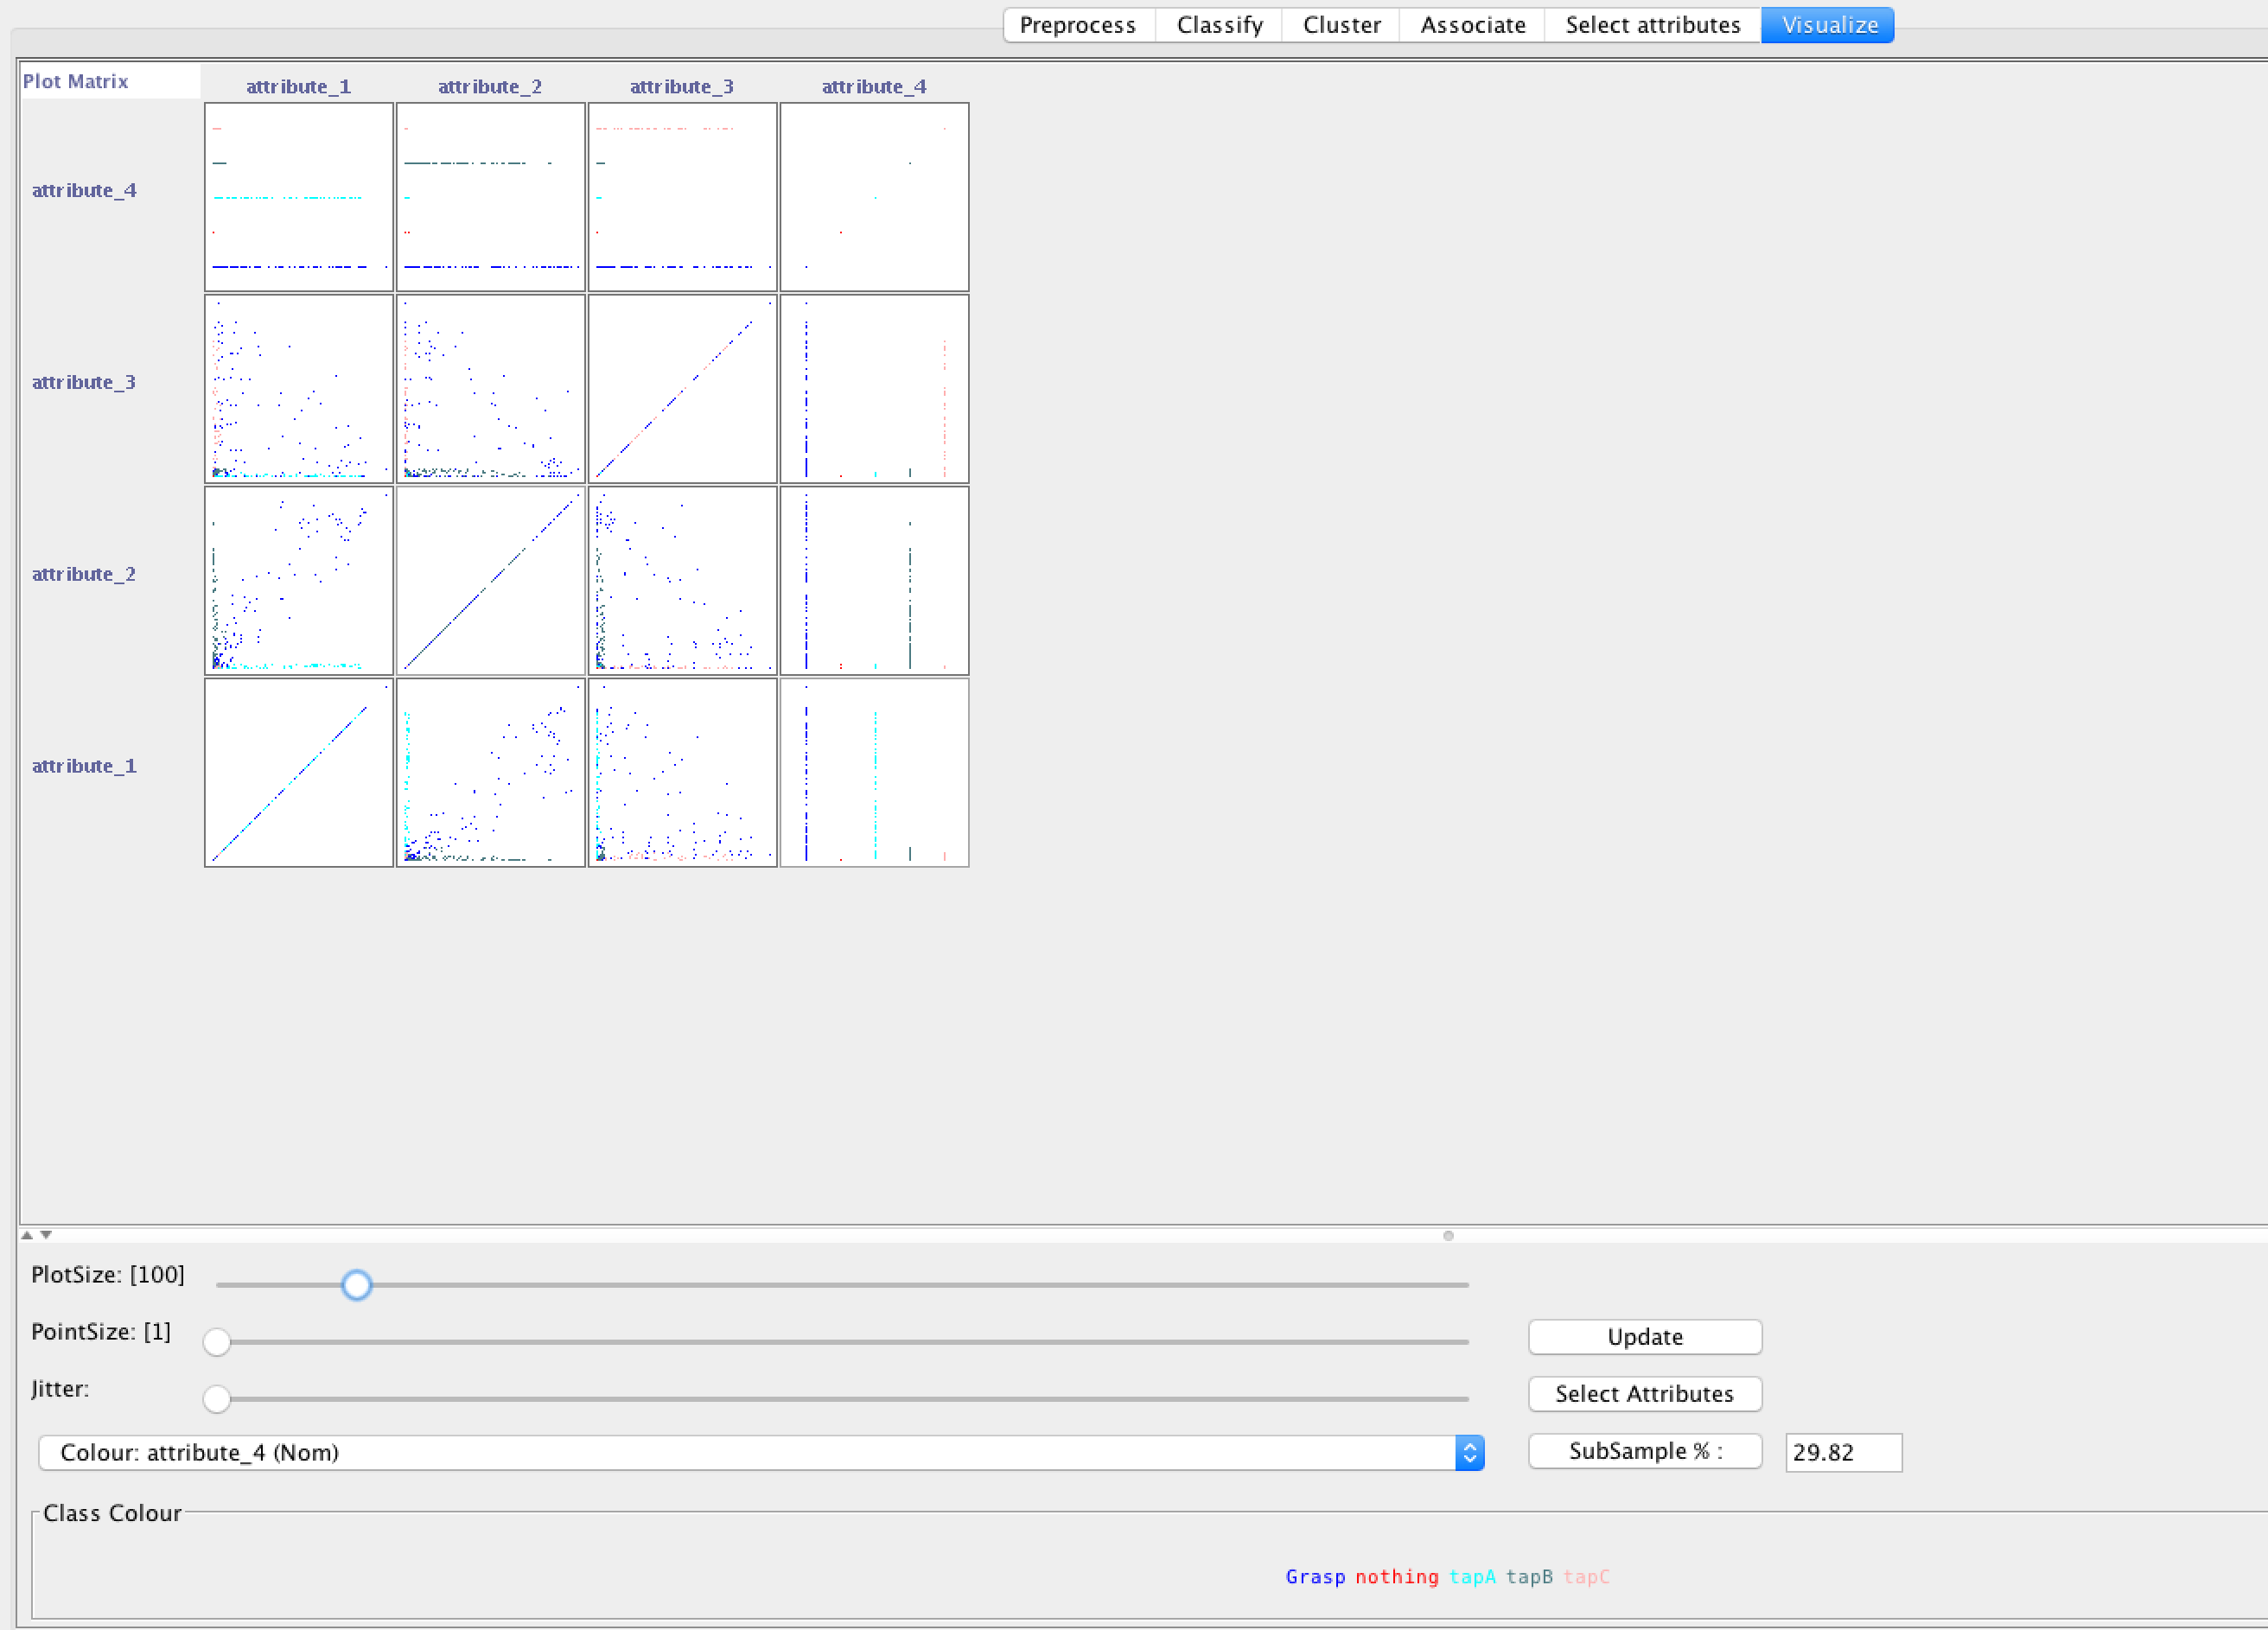 Preprocess Classify Cluster Associate Select attributes Visualize
Plot Matrix attribute_1 attribute_2 attribute_3 attribute_4
attribute_4
attribute_3
attribute_2
attribute_1
PlotSize: [100]
PointSize: [1]
Update
Jitter:
Select Attributes
Colour: attribute_4 (Nom)
SubSample % : 29.82
Class Colour
Grasp nothing tapA tapB tapC